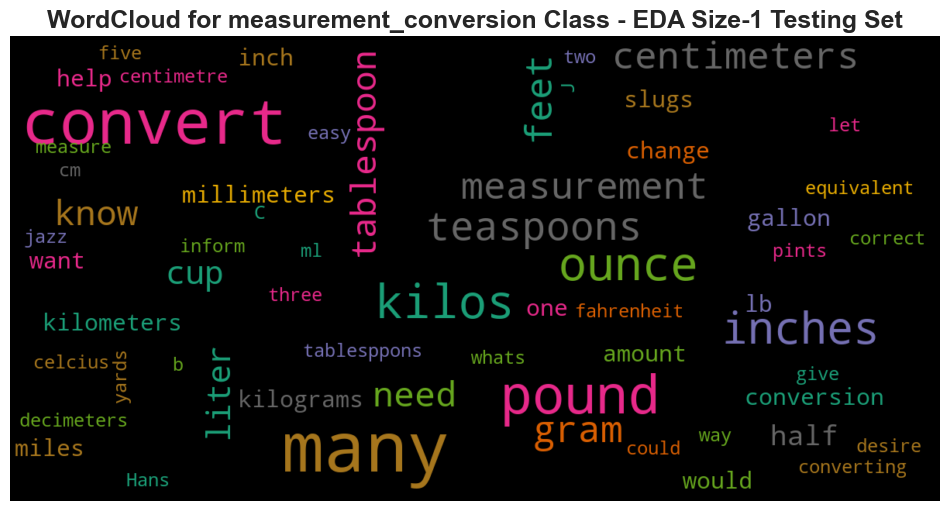 WordCloud for measurement_conversion Class - EDA Size-1 Testing Set
five
inch
two
centimeters
help
centimetre
feet
tablespoon
slugs
convert
easy
let
measure
change
cm
millimeters
measurement
equivalent
know
c
teaspoons
gallon
jazz
inform
ml
correct
want
cup
ounce
pints
three
kilos
one
fahrenheit
lb
kilometers
inches
celcius
yards
b
liter
tablesppons
whats
amount
give
kilograms
need
pound
conversion
decimeters
gram
half
miles
many
could
way
desire
converting
Hans
would